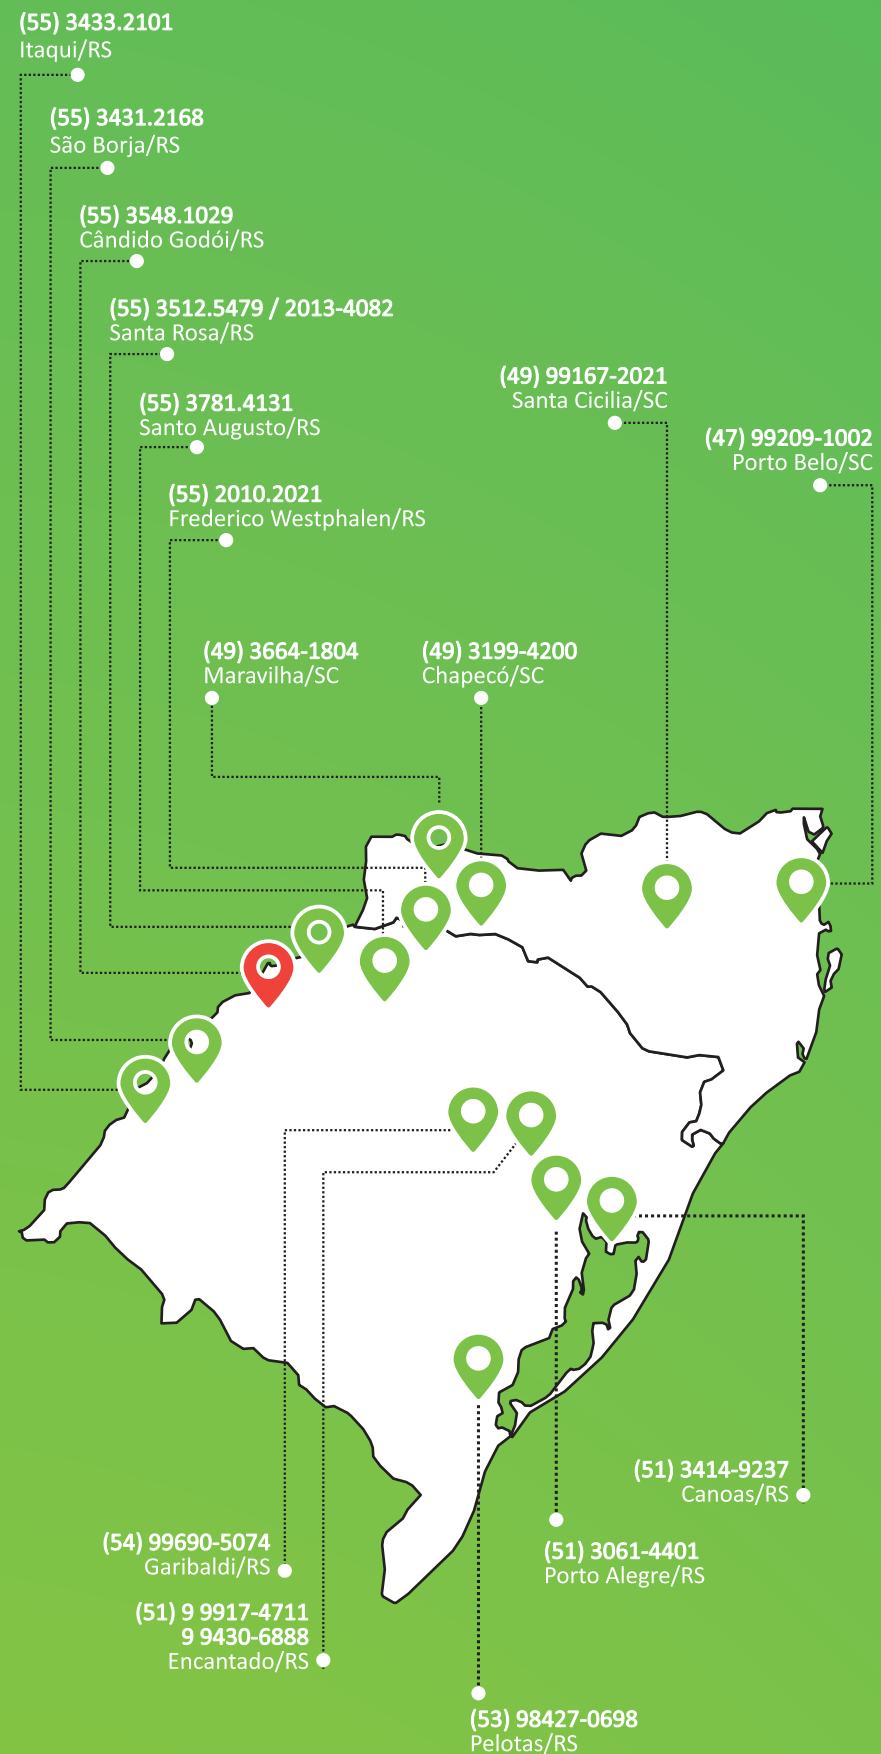 (55) 3433.2101
Itaqui/RS
(55) 3431.2168
São Borja/RS
(55) 3548.1029
Cândido Godói/RS
(55) 3512.5479 / 2013-4082
Santa Rosa/RS
(49) 99167-2021
Santa Cicilia/SC
(55) 3781.4131
Santo Augusto/RS
(47) 99209-1002
Porto Belo/SC
(55) 2010.2021
Frederico Westphalen/RS
(49) 3664-1804
Maravilha/SC
(49) 3199-4200
Chapecó/SC
(51) 3414-9237
Canoas/RS
(54) 99690-5074
Garibaldi/RS
(51) 3061-4401
Porto Alegre/RS
(51) 9 9917-4711
9 9430-6888
Encantado/RS
(53) 98427-0698
Pelotas/RS